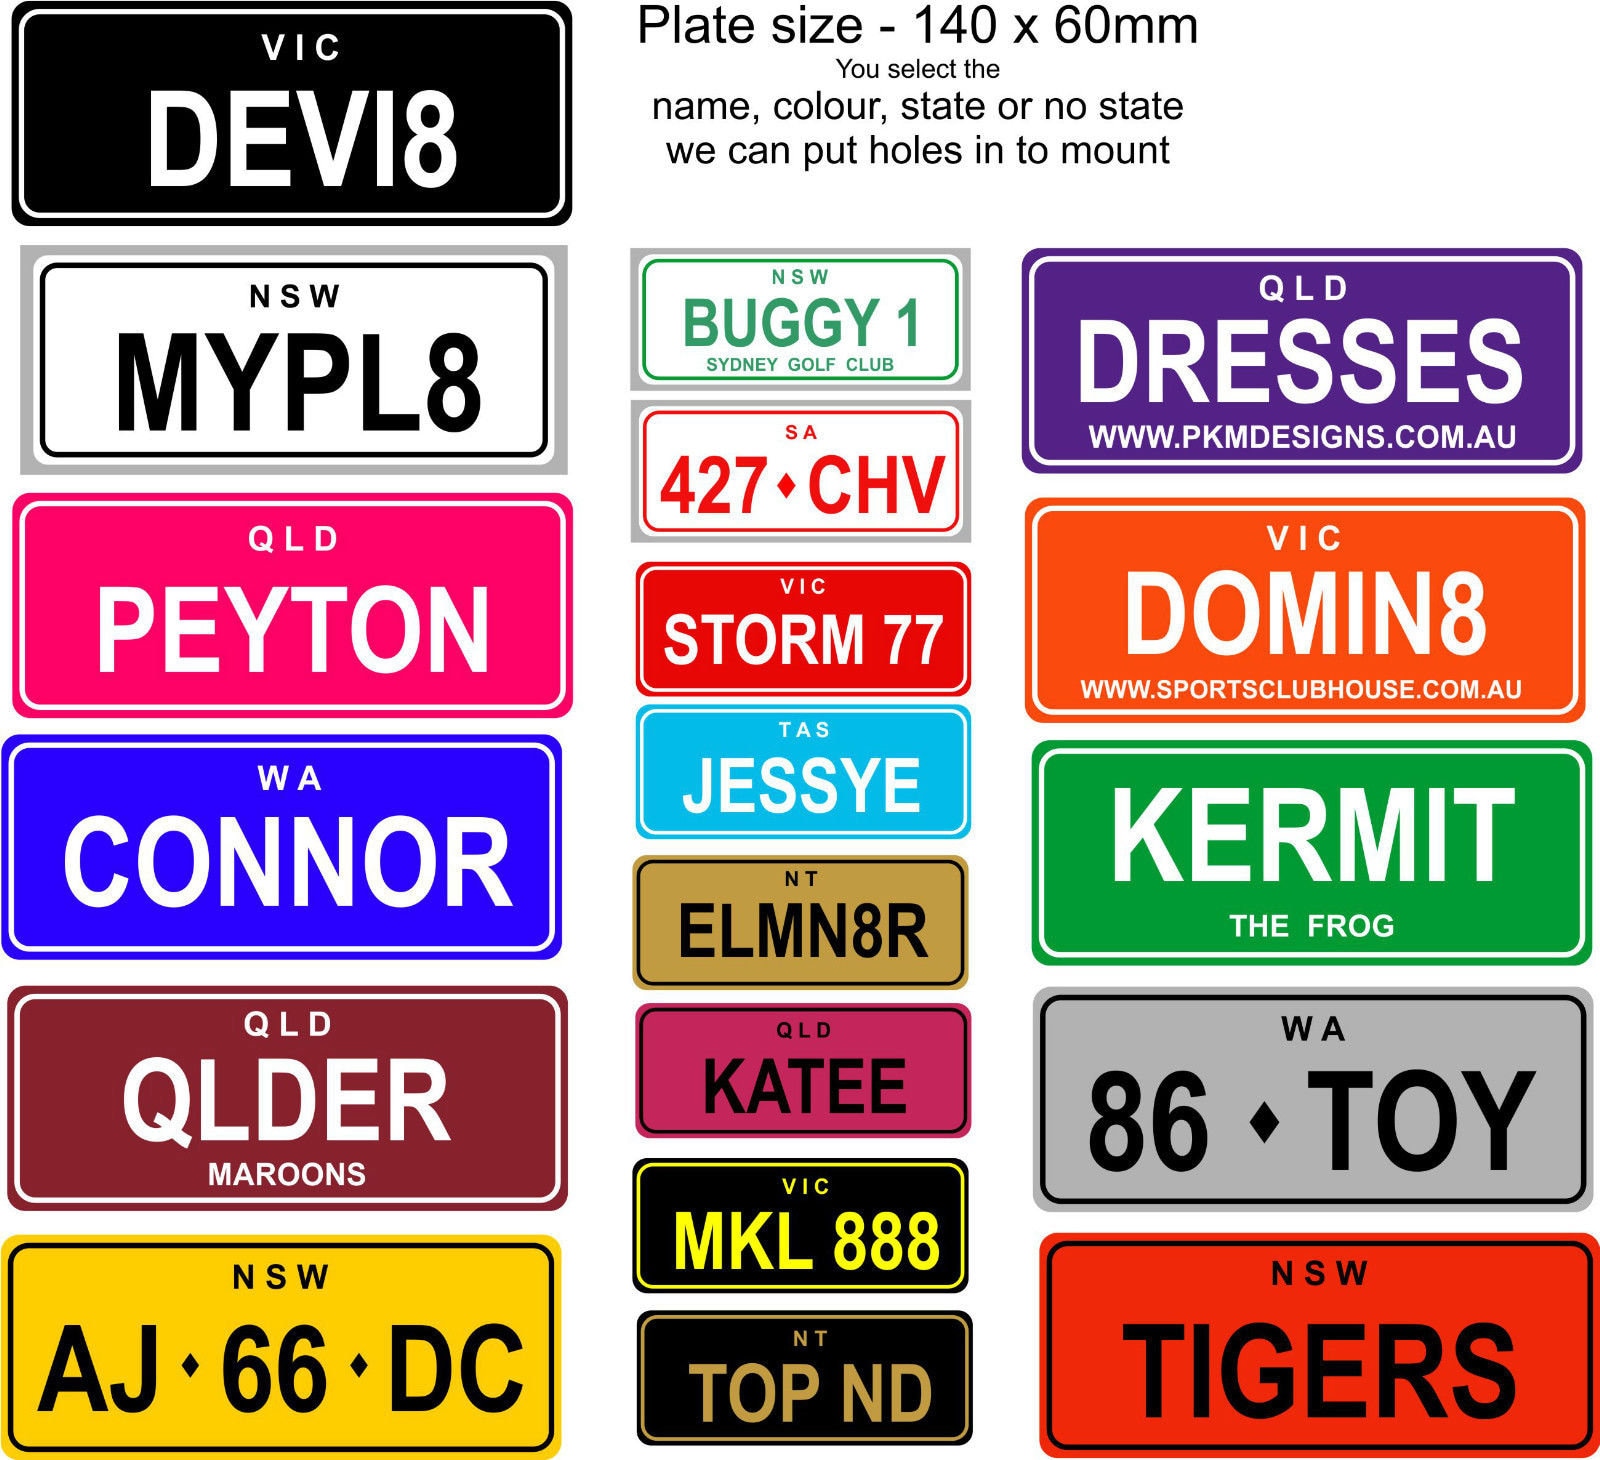 Plate size - 140 x 60mm
You select the
name, colour, state or no state
we can put holes in to mount
VIC
DEVI8
NSW
MYPL8
QLD
PEYTON
WA
CONNOR
QLD
QLDER
MAROONS
NSW
AJ ♦ 66 ♦ DC
NSW
BUGGY 1
SYDNEY GOLF CLUB
SA
427 ♦ CHV
VIC
STORM 77
TAS
JESSYE
NT
ELMN8R
QLD
KATEE
VIC
MKL 888
NT
TOP ND
QLD
DRESSES
WWW.PKMDESIGNS.COM.AU
VIC
DOMIN8
WWW.SPORTSCLUBHOUSE.COM.AU
KERMIT
THE FROG
WA
86 ♦ TOY
NSW
TIGERS